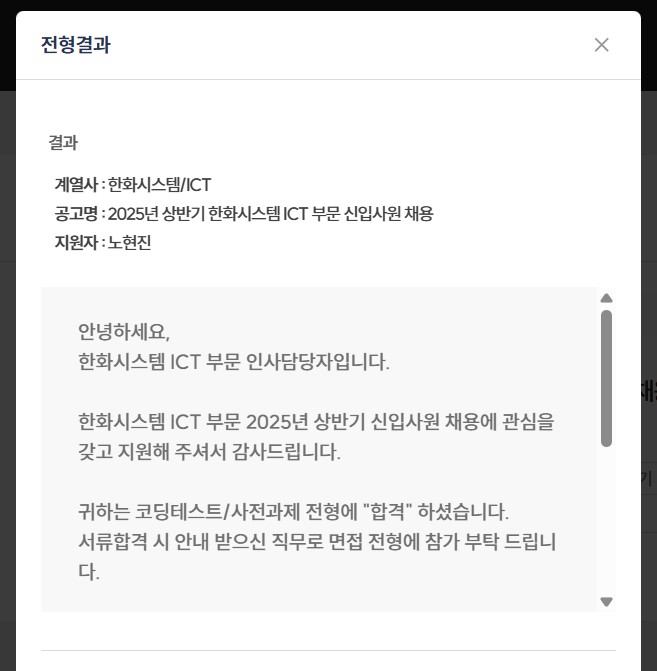 전형결과
결과
계열사 : 한화시스템/ICT
공고명 : 2025년 상반기 한화시스템 ICT 부문 신입사원 채용
지원자 : 노현진
안녕하세요,
한화시스템 ICT 부문 인사담당자입니다.
한화시스템 ICT 부문 2025년 상반기 신입사원 채용에 관심을
갖고 지원해 주셔서 감사드립니다.
귀하는 코딩테스트/사전과제 전형에 "합격" 하셨습니다.
서류합격 시 안내 받으신 직무로 면접 전형에 참가 부탁 드립니
다.
기